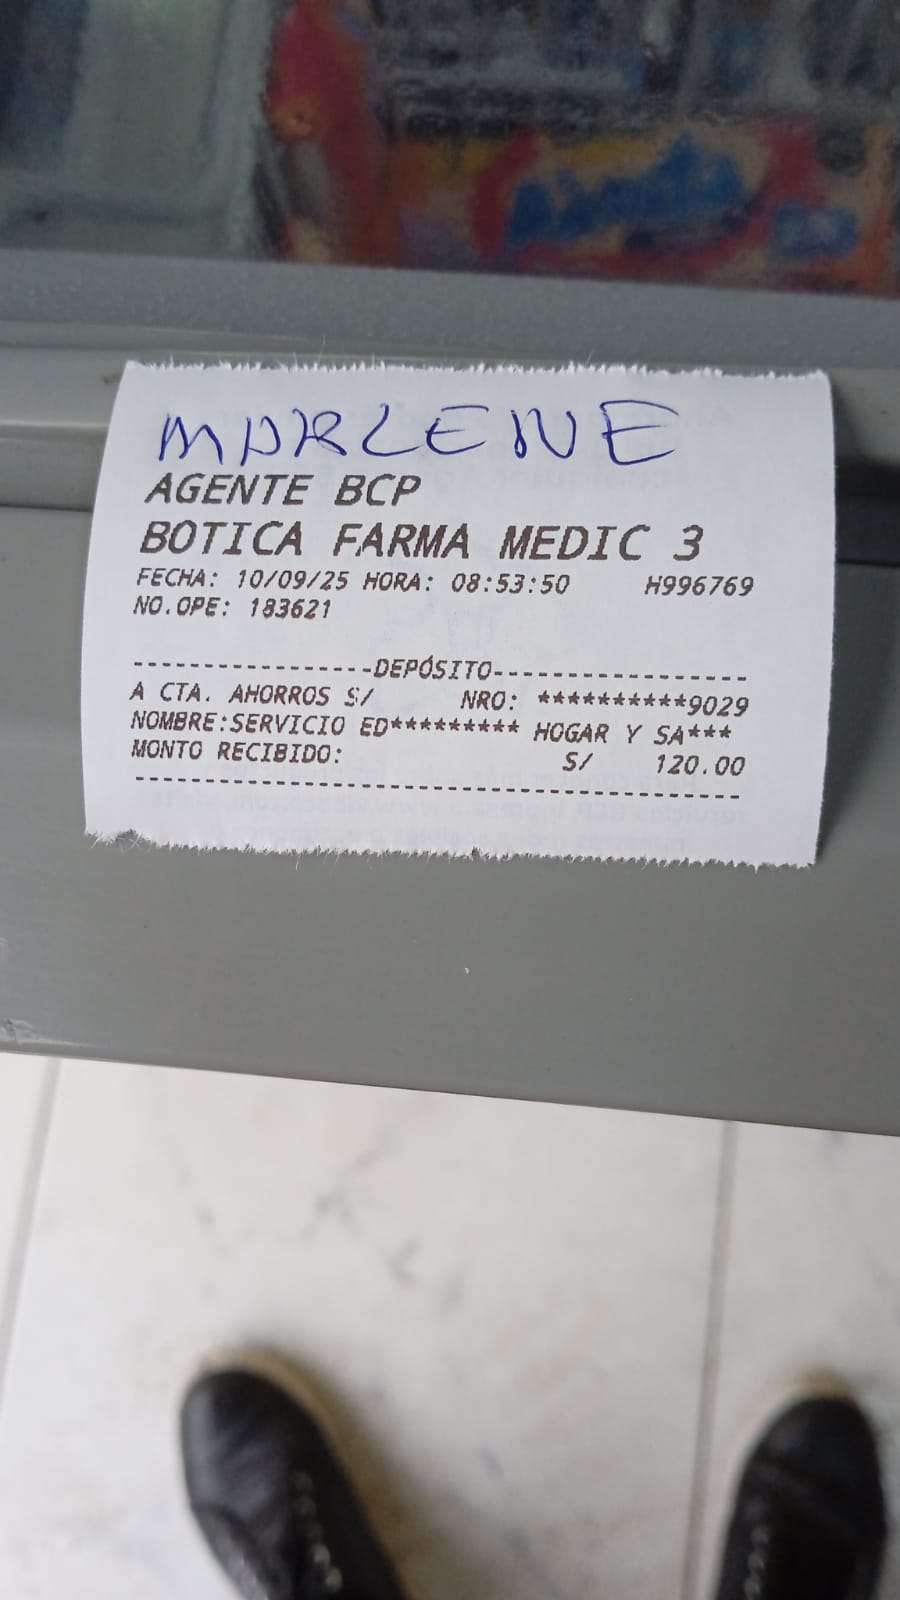 MARLENE
AGENTE BCP
BOTICA FARMA MEDIC 3
FECHA: 10/09/25 HORA: 08:53:50 H996769
NO.OPE: 183621
-----------------DEPÓSITO------------------
A CTA. AHORROS S/ NRO: **********9029
NOMBRE:SERVICIO ED********* HOGAR Y SA***
MONTO RECIBIDO: S/ 120.00
-------------------------------------------